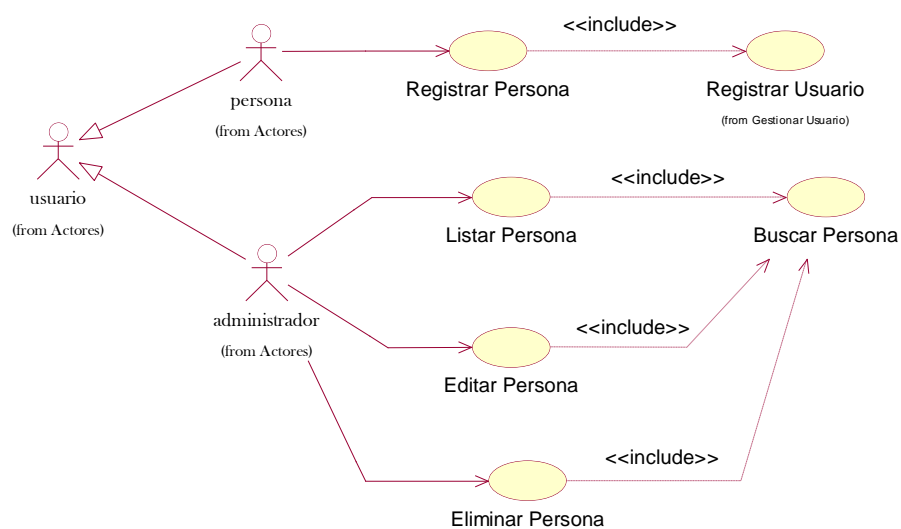 <<include>>
persona
(from Actores)
Registrar Persona
Registrar Usuario
(from Gestionar Usuario)
usuario
(from Actores)
<<include>>
Listar Persona
Buscar Persona
administrador
(from Actores)
<<include>>
Editar Persona
<<include>>
Eliminar Persona